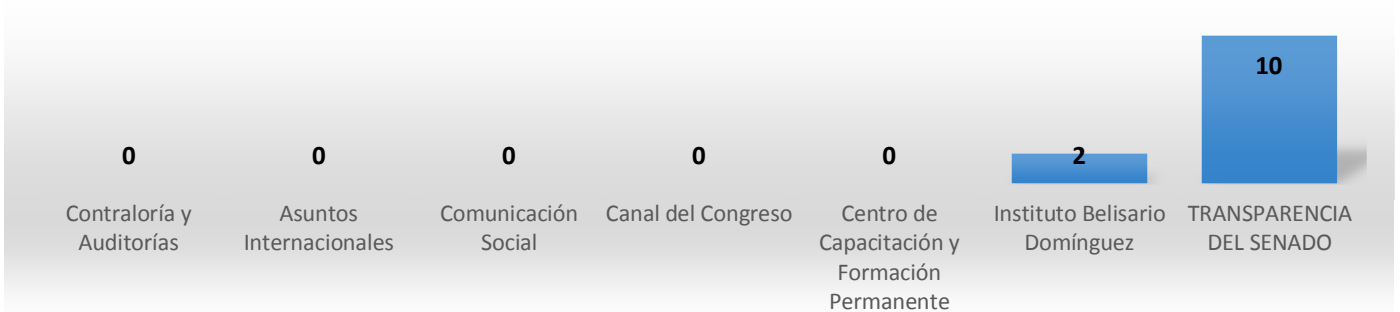 10
0 0 0 0 0 2
Contraloría y Auditorías
Asuntos Internacionales
Comunicación Social
Canal del Congreso
Centro de Capacitación y Formación Permanente
Instituto Belisario Domínguez
TRANSPARENCIA DEL SENADO